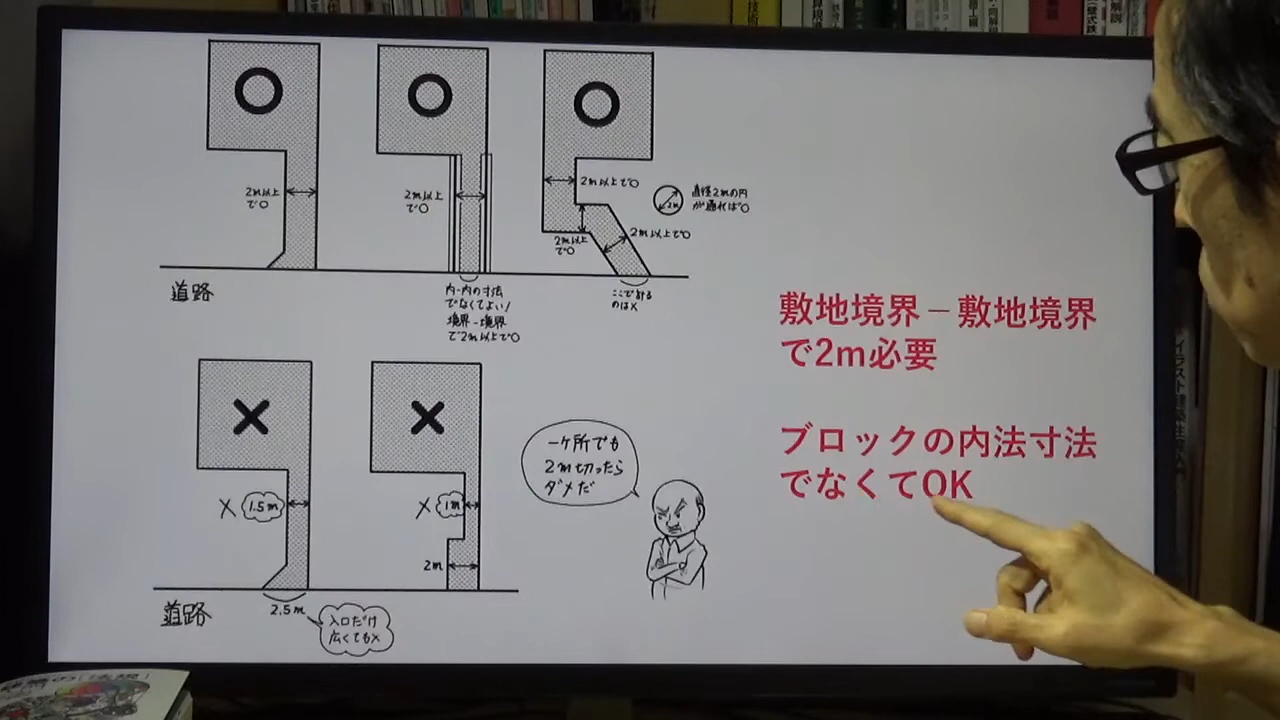 2m以上
で○
2m以上
で○
2m以上で○
2m以上
で○
2m以上で○
2m
直径2mの円
が通れば○
道路
内-内の寸法
でなくてよい!
境界-境界
で2m以上で○
ここで計る
のは×
敷地境界−敷地境界
で2m必要
ブロックの内法寸法
でなくてOK
× 1.5m
× 1m
2m
2.5m
入口だけ
広くても×
道路
一ヶ所でも
2m切ったら
ダメだ